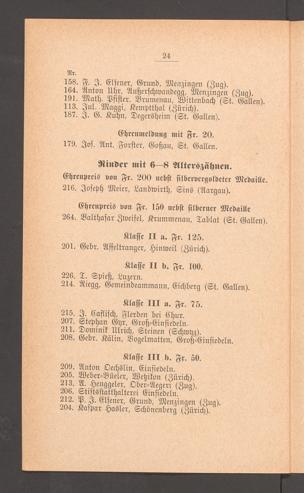 24
Nr.
158. F. J. Elsener, Grund, Menzingen (Zug).
164. Anton Uhr, Außerschwandegg, Menzingen (Zug).
191. Math. Pfister, Brumenau, Wittenbach (St. Gallen).
113. Jul. Maggi, Kemptthal (Zürich).
187. J. G. Kuhn, Degersheim (St. Gallen).
Ehrenmeldung mit Fr. 20.
179. Jos. Ant. Forster, Goßau, St. Gallen.
Rinder mit 6—8 Alterszähnen.
Ehrenpreis von Fr. 200 nebst silbervergoldeter Medaille.
216. Joseph Meier, Landwirth, Sins (Aargau).
Ehrenpreis von Fr. 150 nebst silberner Medaille
264. Balthasar Zweifel, Krummenau, Tablat (St. Gallen).
Klasse II a. Fr. 125.
201. Gebr. Affeltranger, Hinweil (Zürich).
Klasse II b. Fr. 100.
226. T. Spieß, Luzern.
214. Riegg, Gemeindeammann, Eichberg (St. Gallen).
Klasse III a. Fr. 75.
215. J. Caflisch, Flerden bei Chur.
207. Stephan Gyr, Groß-Einsiedeln.
211. Dominik Ulrich, Steinen (Schwyz).
208. Gebr. Kälin, Vogelmatten, Groß-Einsiedeln.
Klasse III b. Fr. 50.
209. Anton Oechslin, Einsiedeln.
205. Weber-Büeler, Wetzikon (Zürich).
213. A. Henggeler, Ober-Aegeri (Zug).
206. Stiftsstatthalterei Einsiedeln.
212. P. J. Elsener, Grund, Menzingen (Zug).
204. Kaspar Hasler, Schönenberg (Zürich).